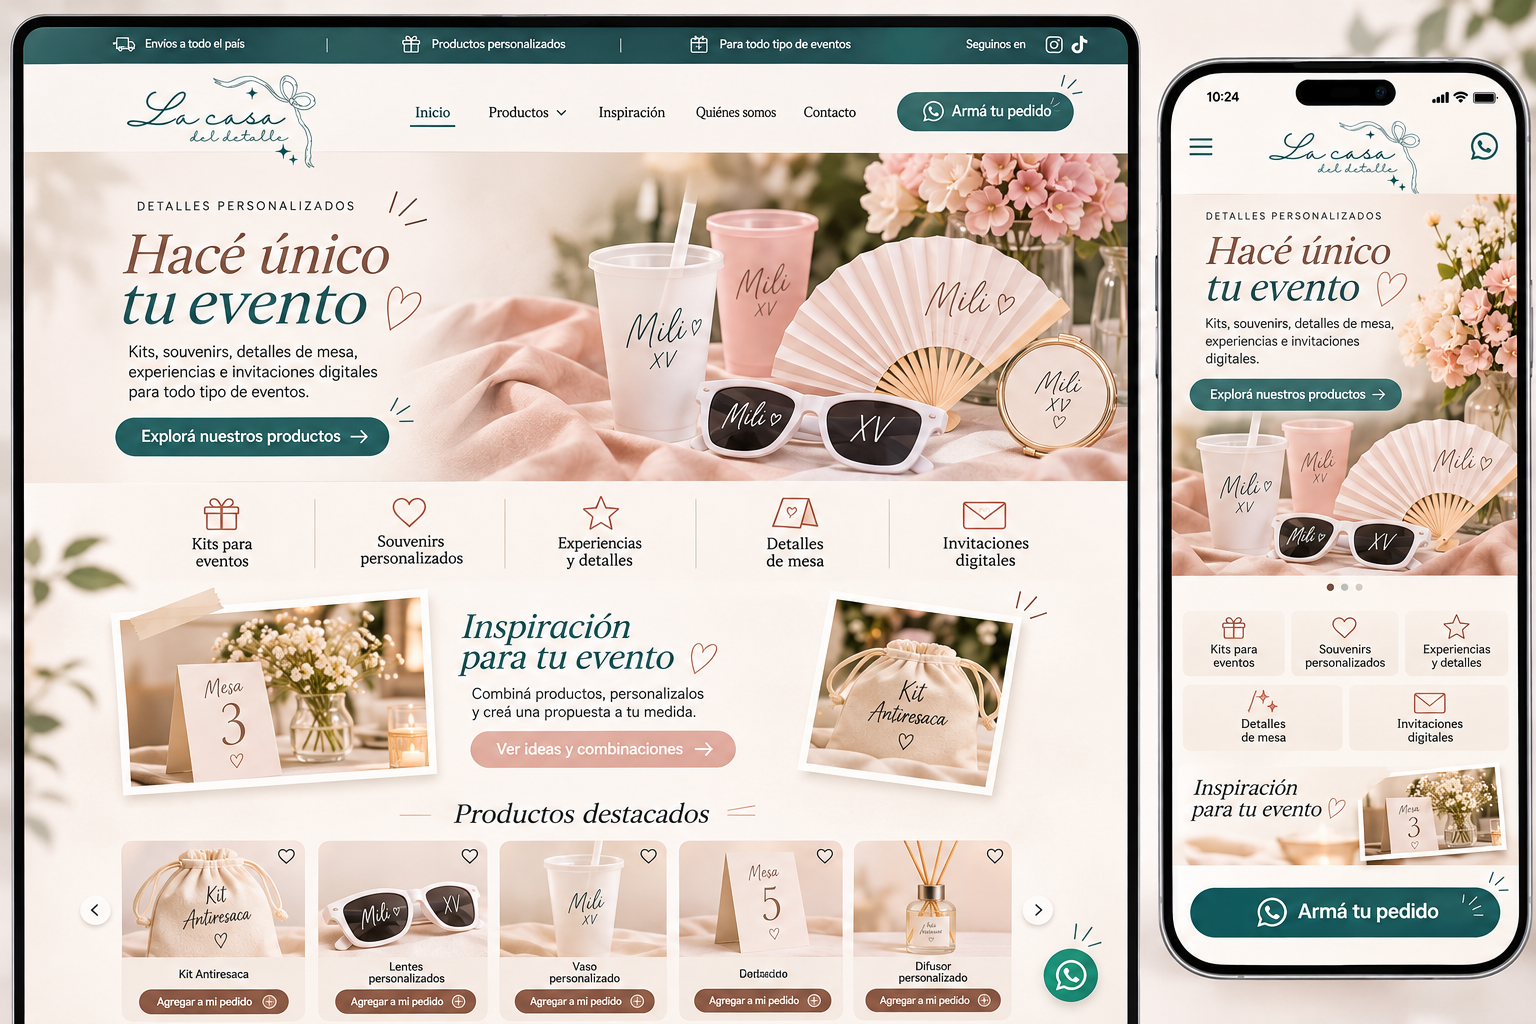 Envíos a todo el país
Productos personalizados
Para todo tipo de eventos
Seguinos en
La casa
del detalle
Inicio
Productos
Inspiración
Quiénes somos
Contacto
Armá tu pedido
DETALLES PERSONALIZADOS
Hacé único
tu evento
Kits, souvenirs, detalles de mesa,
experiencias e invitaciones digitales
para todo tipo de eventos.
Explorá nuestros productos
Mili
XV
Mili
XV
Mili
Mili
XV
Mili
XV
Kits para
eventos
Souvenirs
personalizados
Experiencias
y detalles
Detalles
de mesa
Invitaciones
digitales
Mesa
3
Inspiración
para tu evento
Combiná productos, personalizalos
y creá una propuesta a tu medida.
Ver ideas y combinaciones
Kit
Antiresaca
Productos destacados
Kit
Antiresaca
Kit Antiresaca
Agregar a mi pedido
Mili
XV
Lentes
personalizados
Agregar a mi pedido
Mili
XV
Vaso
personalizado
Agregar a mi pedido
Mesa
5
Agregar a mi pedido
Difusor
personalizado
Agregar a mi pedido
10:24
La casa
del detalle
DETALLES PERSONALIZADOS
Hacé único
tu evento
Kits, souvenirs, detalles de mesa,
experiencias e invitaciones
digitales.
Explorá nuestros productos
Mili
XV
Mili
XV
Mili
Mili
XV
Kits para
eventos
Souvenirs
personalizados
Experiencias
y detalles
Detalles
de mesa
Invitaciones
digitales
Inspiración
para tu evento
Mesa
3
Armá tu pedido